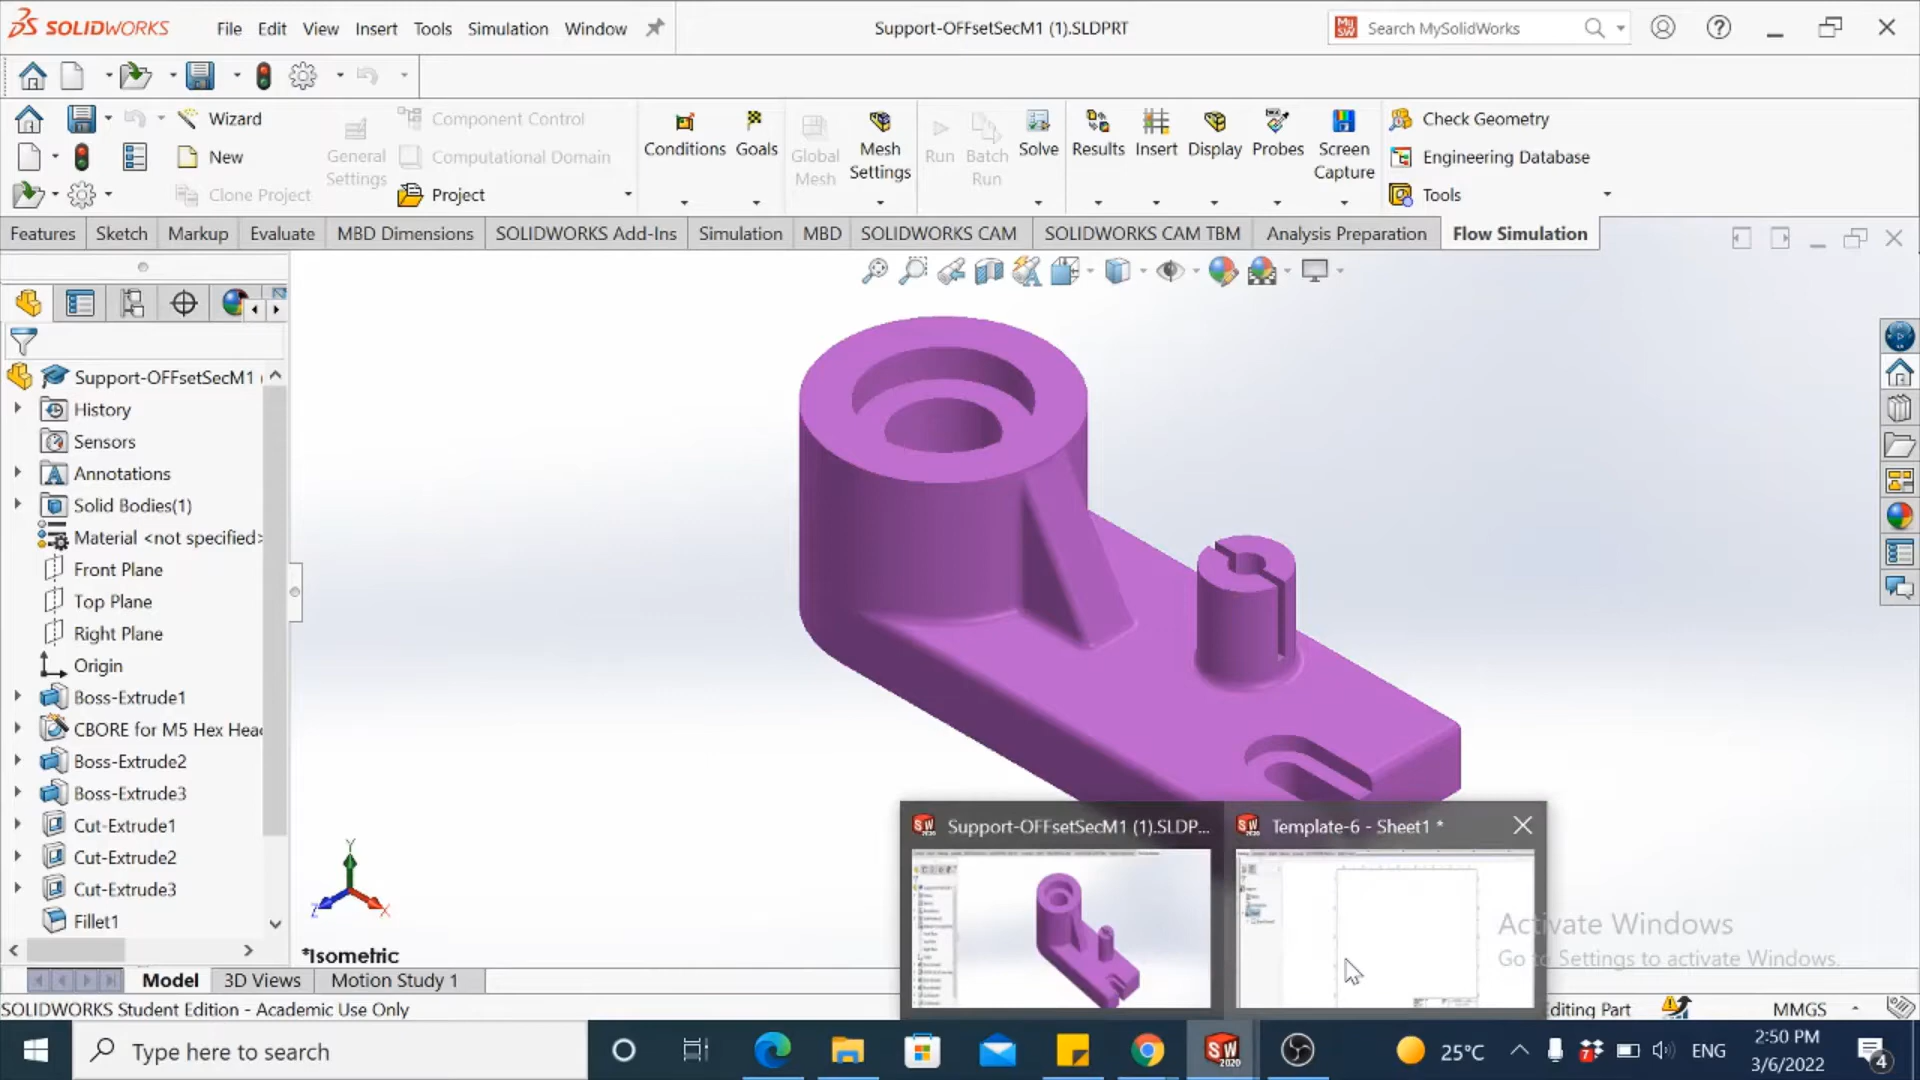 SOLIDWORKS File Edit View Insert Tools Simulation Window Support-OFFsetSecM1 (1).SLDPRT Search MySolidWorks
Wizard Component Control Check Geometry
New General Settings Computational Domain Conditions Goals Global Mesh Mesh Settings Run Batch Run Solve Results Insert Display Probes Screen Capture Engineering Database
Clone Project Project Tools
Features Sketch Markup Evaluate MBD Dimensions SOLIDWORKS Add-Ins Simulation MBD SOLIDWORKS CAM SOLIDWORKS CAM TBM Analysis Preparation Flow Simulation
Support-OFFsetSecM1 (
History
Sensors
Annotations
Solid Bodies(1)
Material <not specified>
Front Plane
Top Plane
Right Plane
Origin
Boss-Extrude1
CBORE for M5 Hex Hea
Boss-Extrude2
Boss-Extrude3
Cut-Extrude1
Cut-Extrude2
Cut-Extrude3
Fillet1
Y
Z X
*Isometric
Support-OFFsetSecM1 (1).SLDP... Template-6 - Sheet1 *
Activate Windows
Go to Settings to activate Windows.
Model 3D Views Motion Study 1
SOLIDWORKS Student Edition - Academic Use Only Editing Part MMGS
Type here to search 25°C ENG 2:50 PM
3/6/2022 4